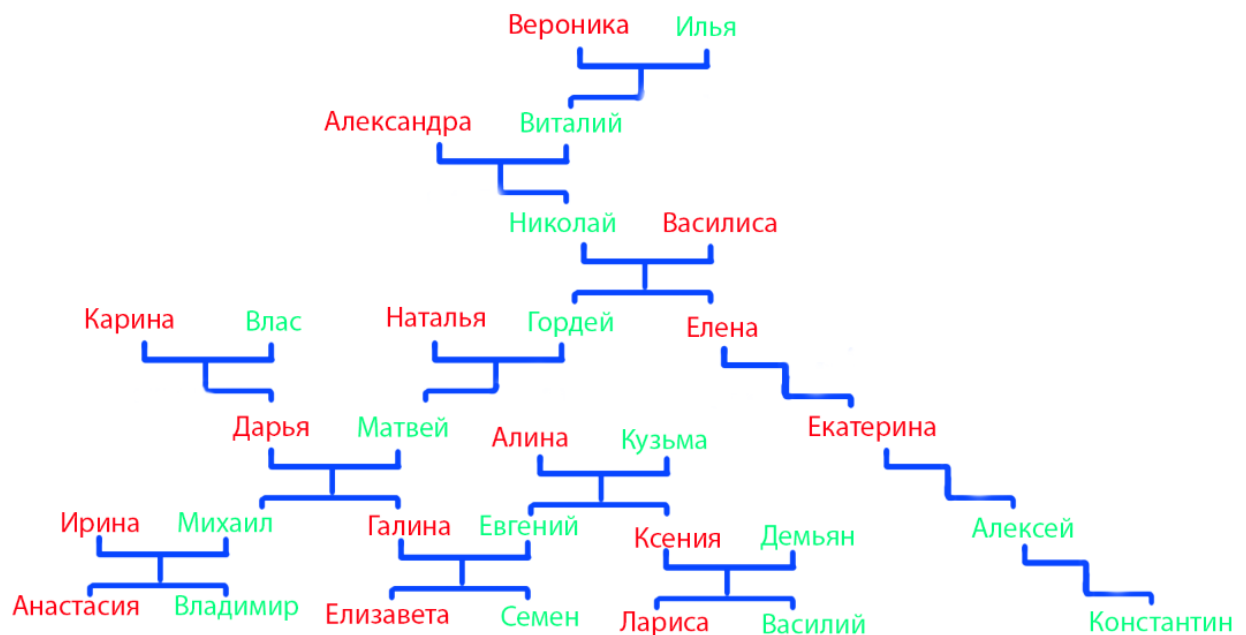 Вероника Илья
Александра Виталий
Николай Василиса
Карина Влас Наталья Гордей Елена
Дарья Матвей Алина Кузьма Екатерина
Ирина Михаил Галина Евгений Ксения Демьян Алексей
Анастасия Владимир Елизавета Семен Лариса Василий Константин